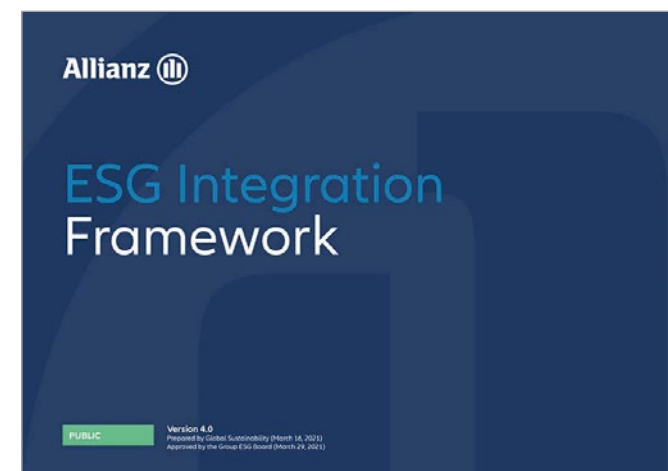 Allianz
ESG Integration
Framework
PUBLIC
Version 4.0
Prepared by Global Sustainability (March 16, 2021)
Approved by the Group ESG Board (March 29, 2021)